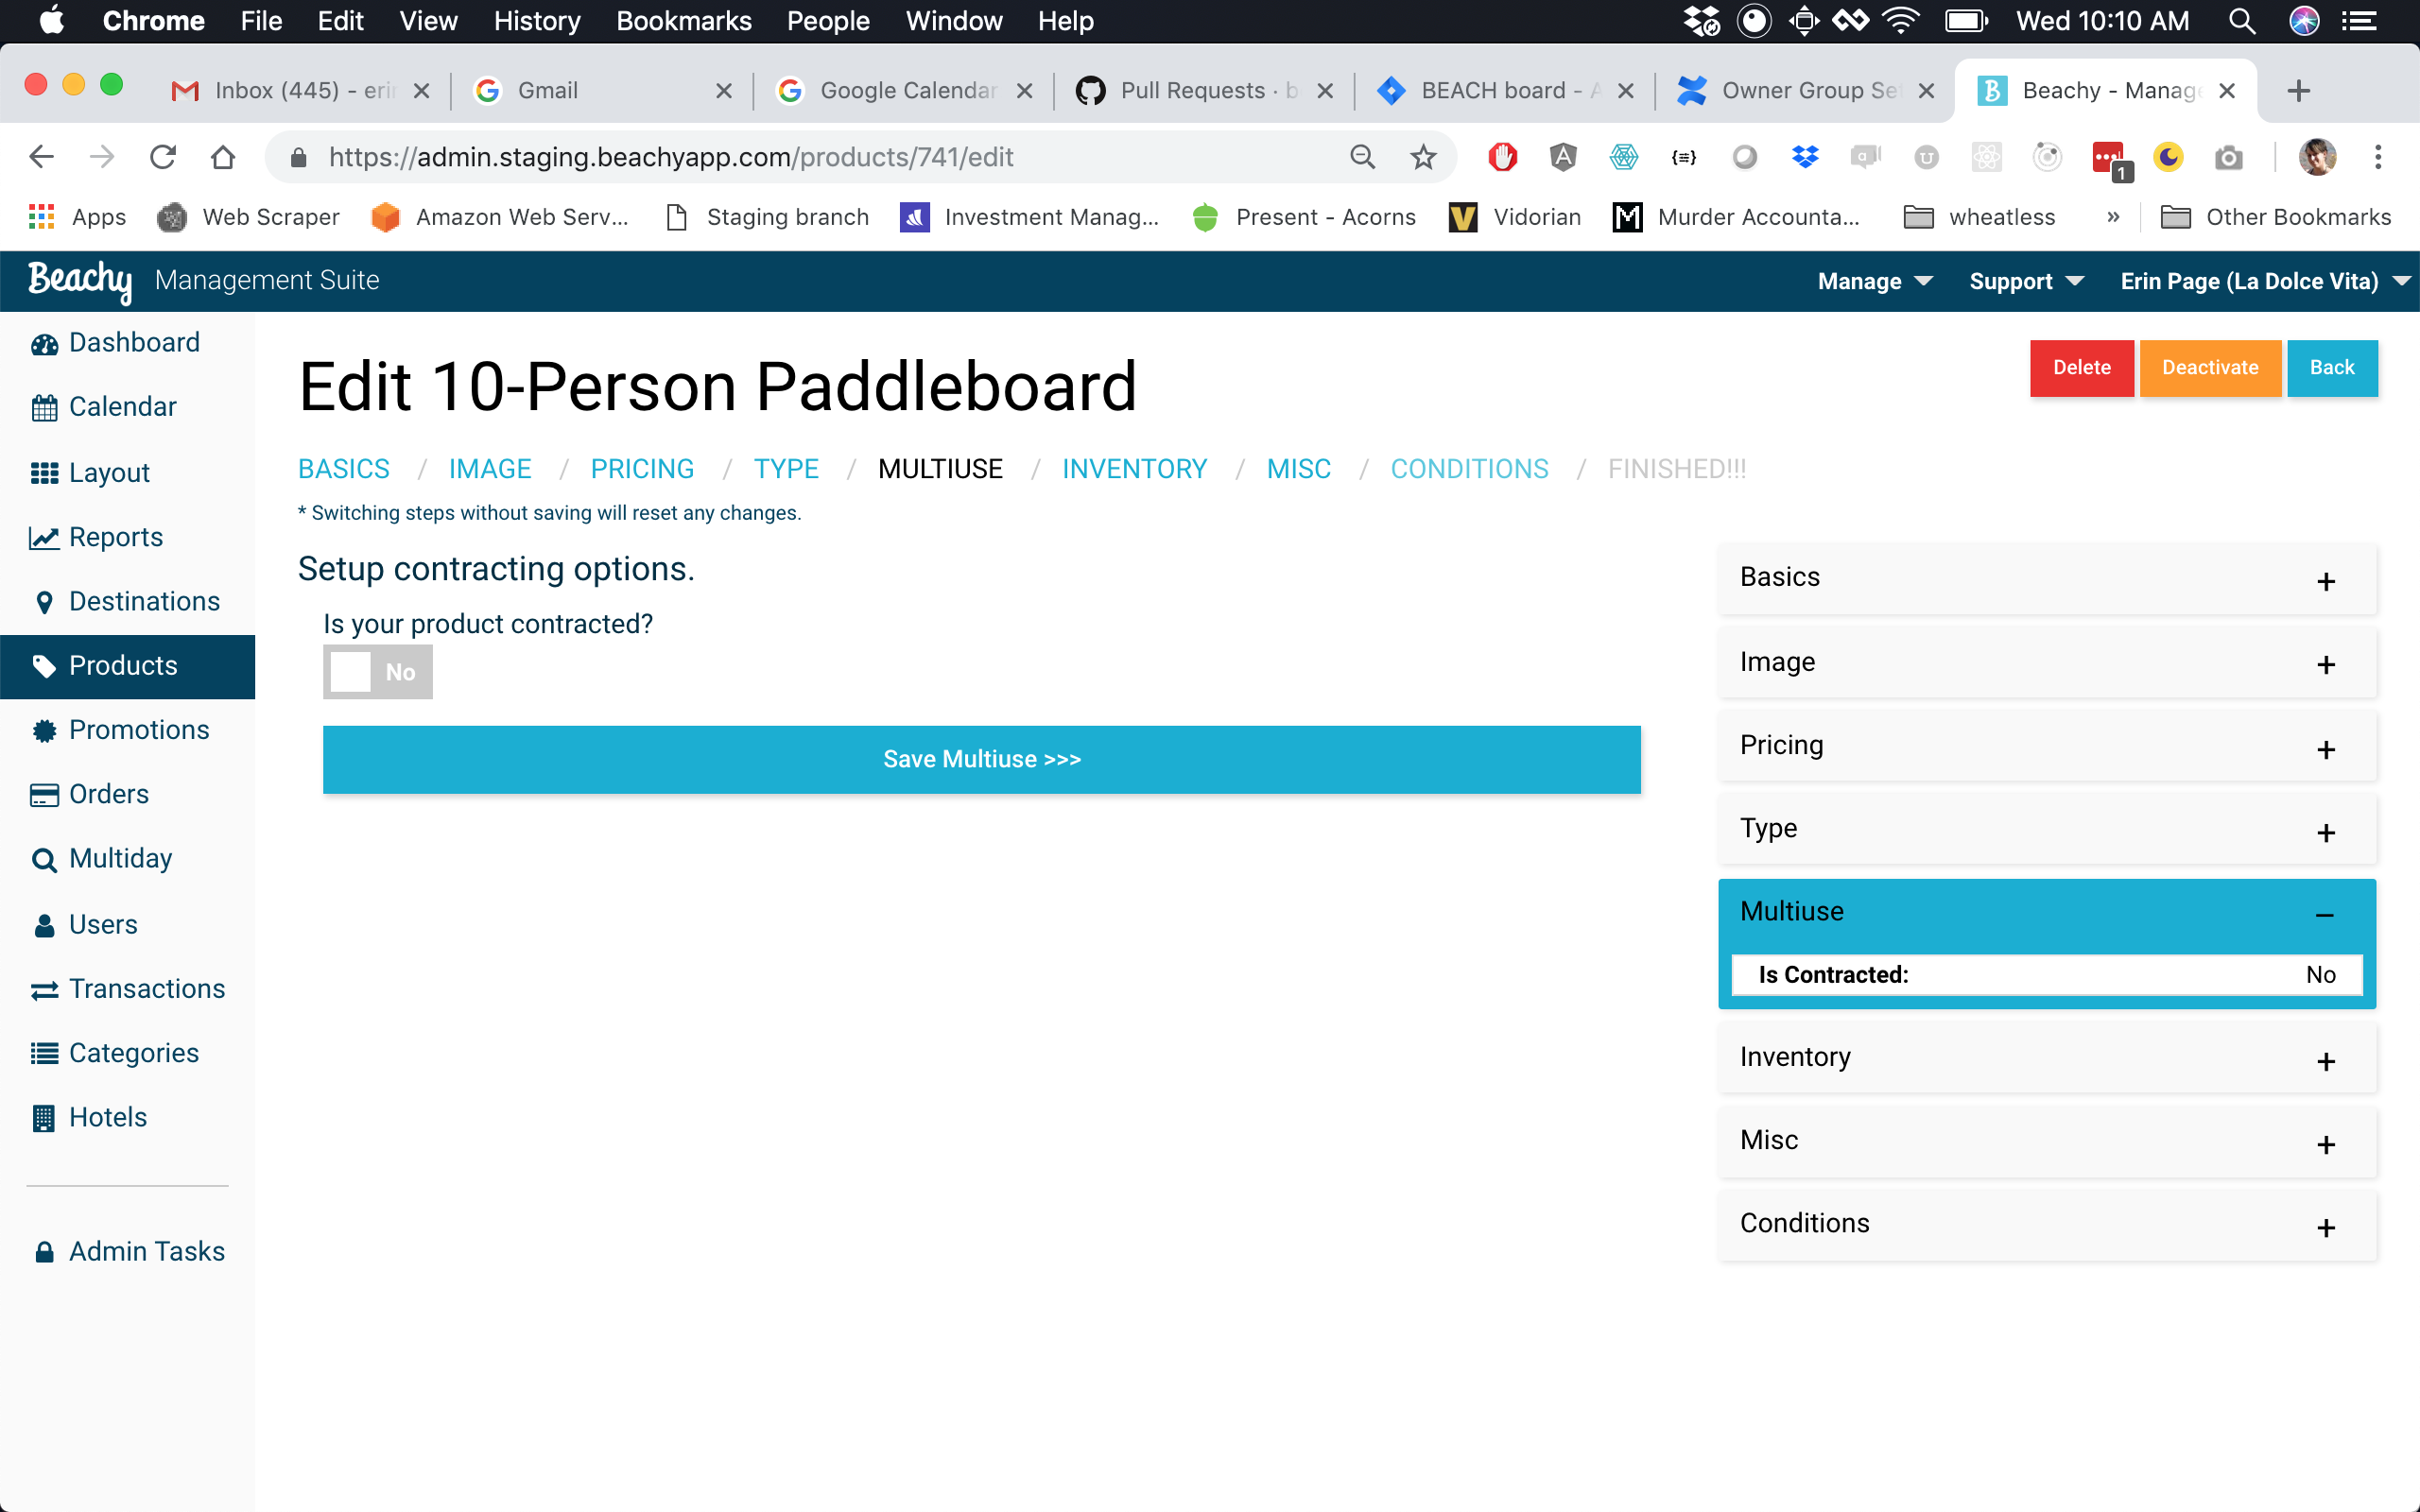 Chrome File Edit View History Bookmarks People Window Help Wed 10:10 AM
Inbox (445) - erin Gmail Google Calendar Pull Requests · b BEACH board - A Owner Group Set Beachy - Manage
https://admin.staging.beachyapp.com/products/741/edit 1
Apps Web Scraper Amazon Web Serv... Staging branch Investment Manag... Present - Acorns Vidorian Murder Accounta... wheatless » Other Bookmarks
Beachy Management Suite Manage Support Erin Page (La Dolce Vita)
Dashboard
Calendar
Layout
Reports
Destinations
Products
Promotions
Orders
Multiday
Users
Transactions
Categories
Hotels
Admin Tasks
Edit 10-Person Paddleboard
Delete Deactivate Back
BASICS / IMAGE / PRICING / TYPE / MULTIUSE / INVENTORY / MISC / CONDITIONS / FINISHED!!!
* Switching steps without saving will reset any changes.
Setup contracting options.
Is your product contracted?
No
Save Multiuse >>>
Basics +
Image +
Pricing +
Type +
Multiuse –
Is Contracted: No
Inventory +
Misc +
Conditions +